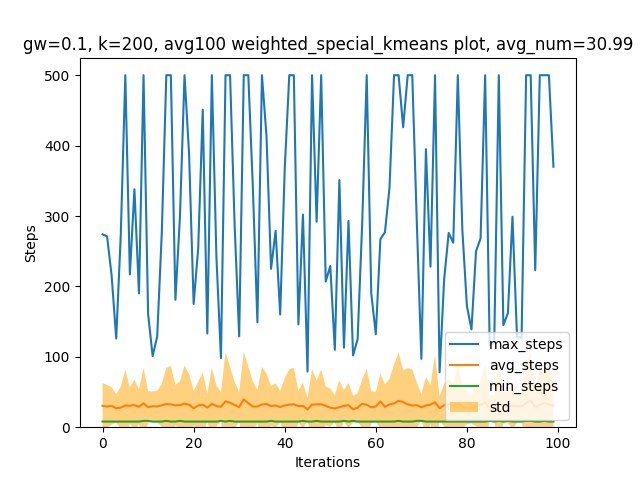 gw=0.1, k=200, avg100 weighted_special_kmeans plot, avg_num=30.99
500
400
300
200
100
0
Steps
max_steps
avg_steps
min_steps
std
0
20
40
60
80
100
Iterations